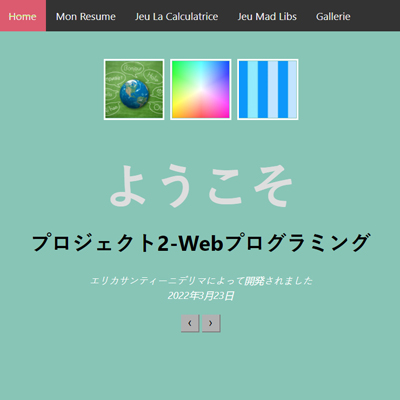 Home Mon Resume Jeu La Calculatrice Jeu Mad Libs Gallerie
ようこそ
プロジェクト2-Webプログラミング
エリカサンティーニデリマによって開発されました
2022年3月23日
❮ ❯